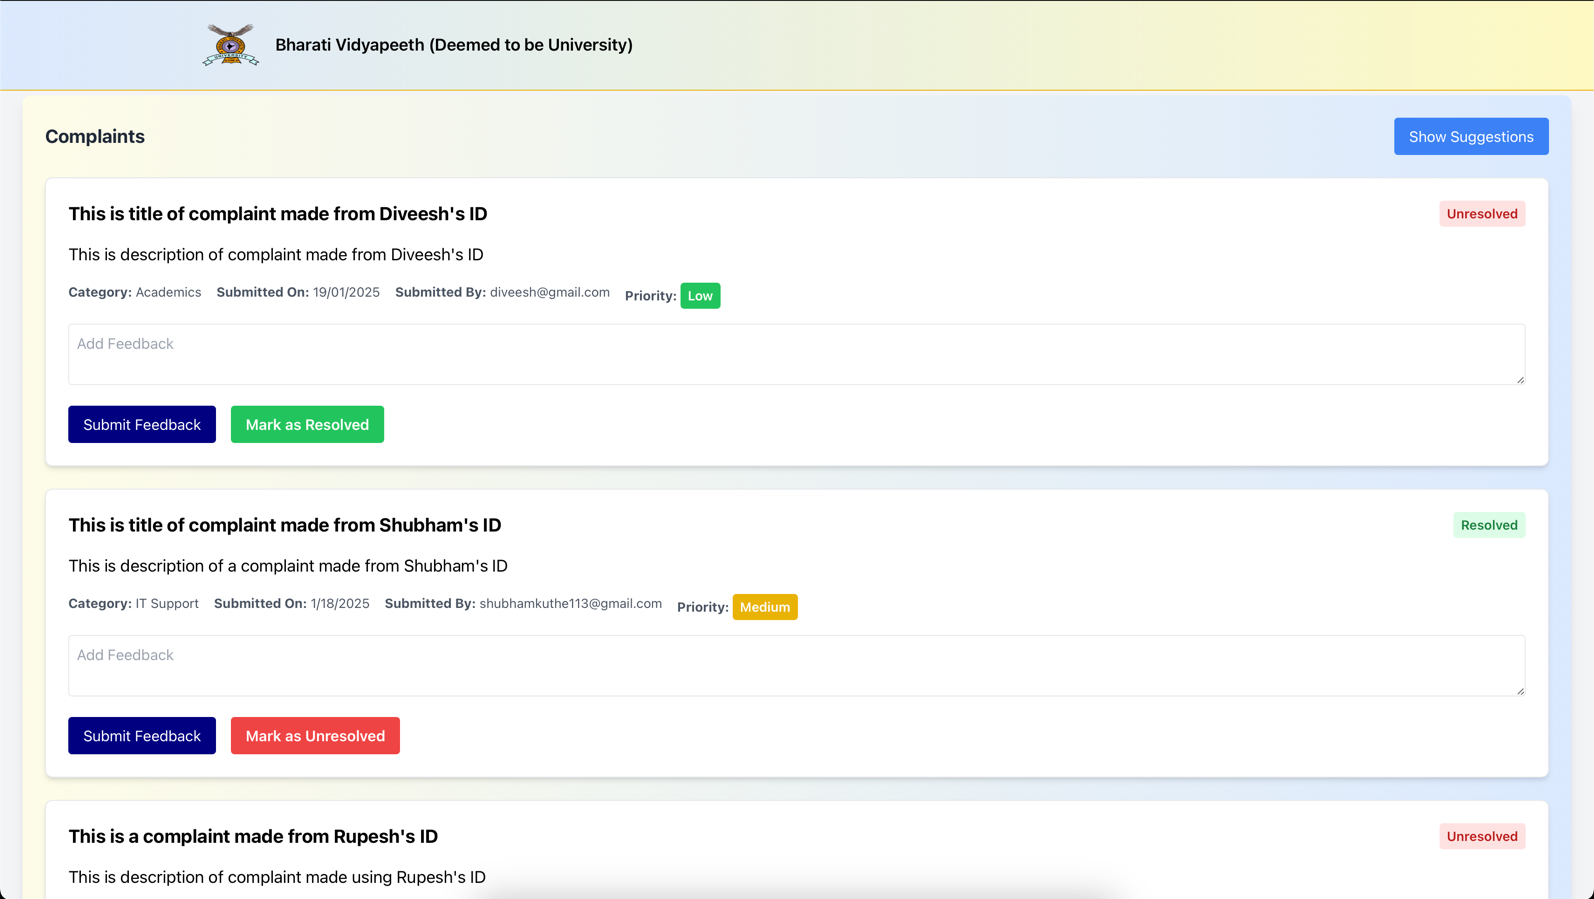 Bharati Vidyapeeth (Deemed to be University)
Complaints
Show Suggestions
This is title of complaint made from Diveesh's ID
Unresolved
This is description of complaint made from Diveesh's ID
Category: Academics Submitted On: 19/01/2025 Submitted By: diveesh@gmail.com Priority: Low
Add Feedback
Submit Feedback Mark as Resolved
This is title of complaint made from Shubham's ID
Resolved
This is description of a complaint made from Shubham's ID
Category: IT Support Submitted On: 1/18/2025 Submitted By: shubhamkuthe113@gmail.com Priority: Medium
Add Feedback
Submit Feedback Mark as Unresolved
This is a complaint made from Rupesh's ID
Unresolved
This is description of complaint made using Rupesh's ID